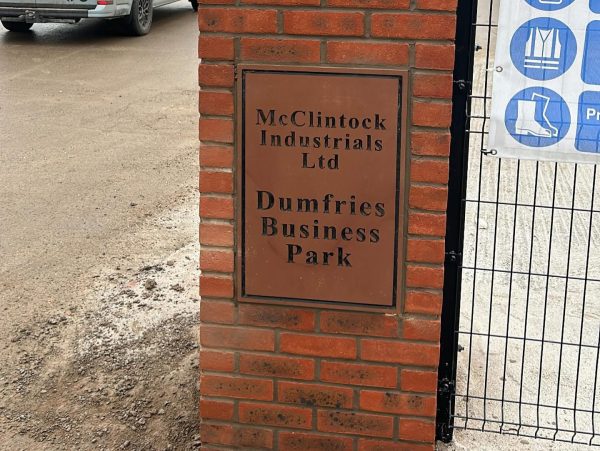 McClintock
Industrials
Ltd
Dumfries
Business
Park